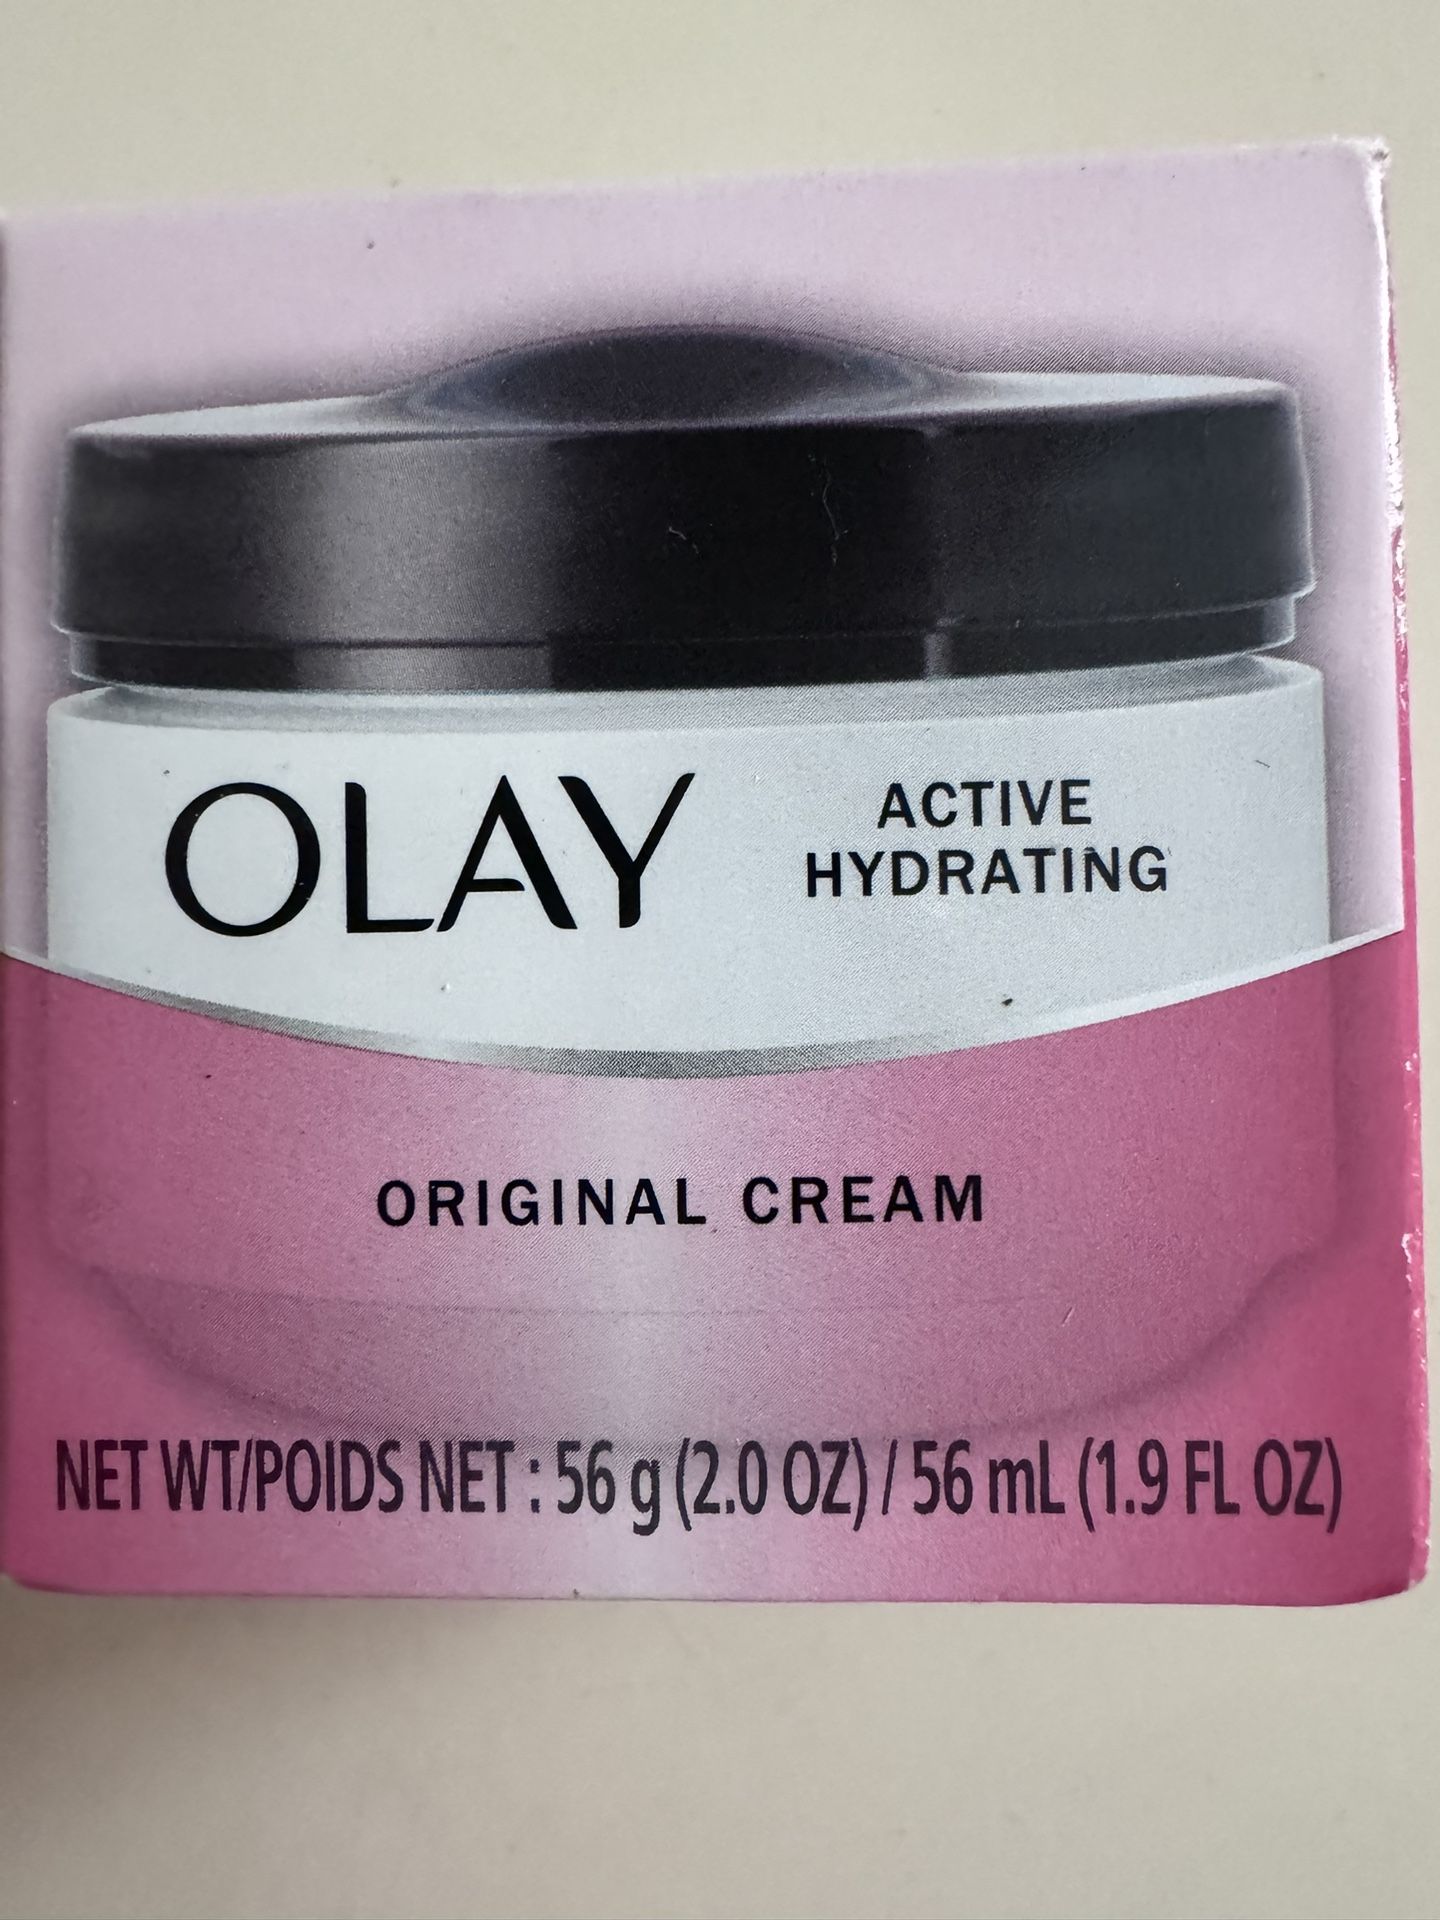 OLAY
ACTIVE
HYDRATING
ORIGINAL CREAM
NET WT/POIDS NET : 56 g (2.0 OZ) / 56 mL (1.9 FL OZ)